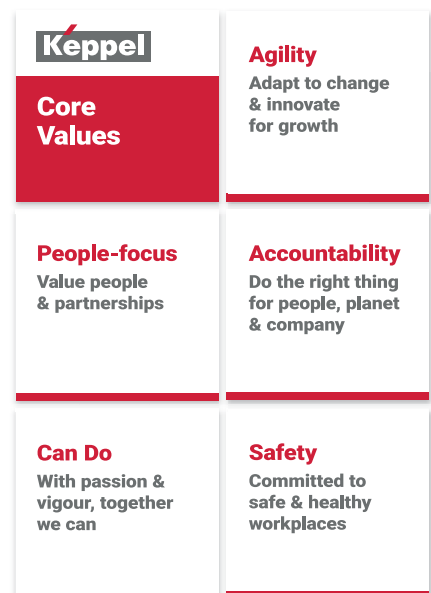 Keppel
Core
Values
Agility
Adapt to change
& innovate
for growth
People-focus
Value people
& partnerships
Accountability
Do the right thing
for people, planet
& company
Can Do
With passion &
vigour, together
we can
Safety
Committed to
safe & healthy
workplaces